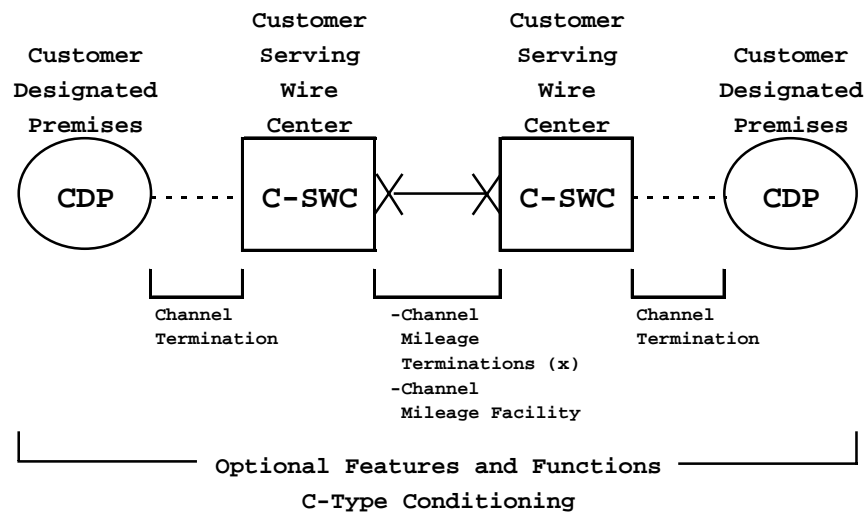 Customer
Designated
Premises
Customer
Serving
Wire
Center
Customer
Serving
Wire
Center
Customer
Designated
Premises
CDP
C-SWC
C-SWC
CDP
Channel
Termination
-Channel
Mileage
Terminations (x)
-Channel
Mileage Facility
Channel
Termination
Optional Features and Functions
C-Type Conditioning